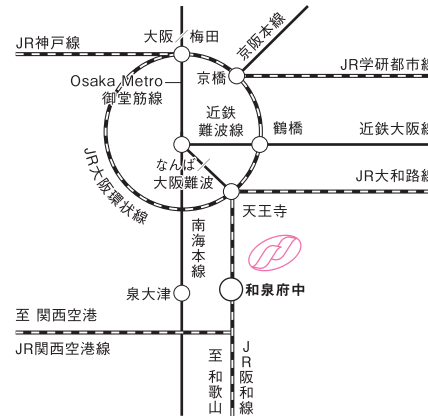 JR神戸線
大阪/梅田
京阪本線
京橋
JR学研都市線
Osaka Metro
御堂筋線
近鉄
難波線
鶴橋
近鉄大阪線
なんば/
大阪難波
JR大和路線
JR大阪環状線
天王寺
南海本線
泉大津
和泉府中
至 関西空港
JR関西空港線
至 和歌山
JR阪和線